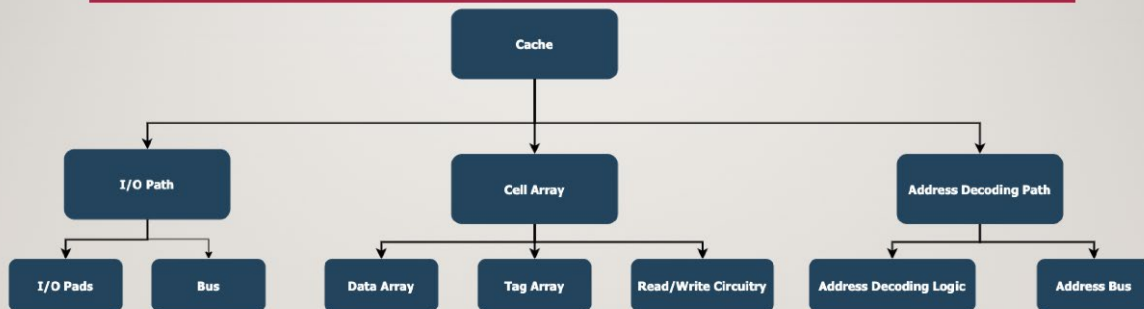 Cache
I/O Path
Cell Array
Address Decoding Path
I/O Pads
Bus
Data Array
Tag Array
Read/Write Circuitry
Address Decoding Logic
Address Bus